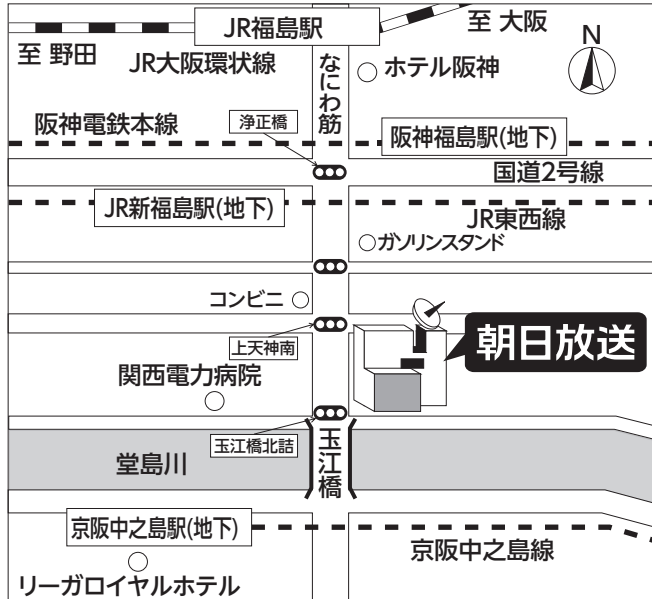 JR福島駅
至 大阪
至 野田
JR大阪環状線
なにわ筋
ホテル阪神
N
阪神電鉄本線
浄正橋
阪神福島駅(地下)
国道2号線
JR新福島駅(地下)
JR東西線
ガソリンスタンド
コンビニ
上天神南
朝日放送
関西電力病院
玉江橋北詰
玉江橋
堂島川
京阪中之島駅(地下)
京阪中之島線
リーガロイヤルホテル